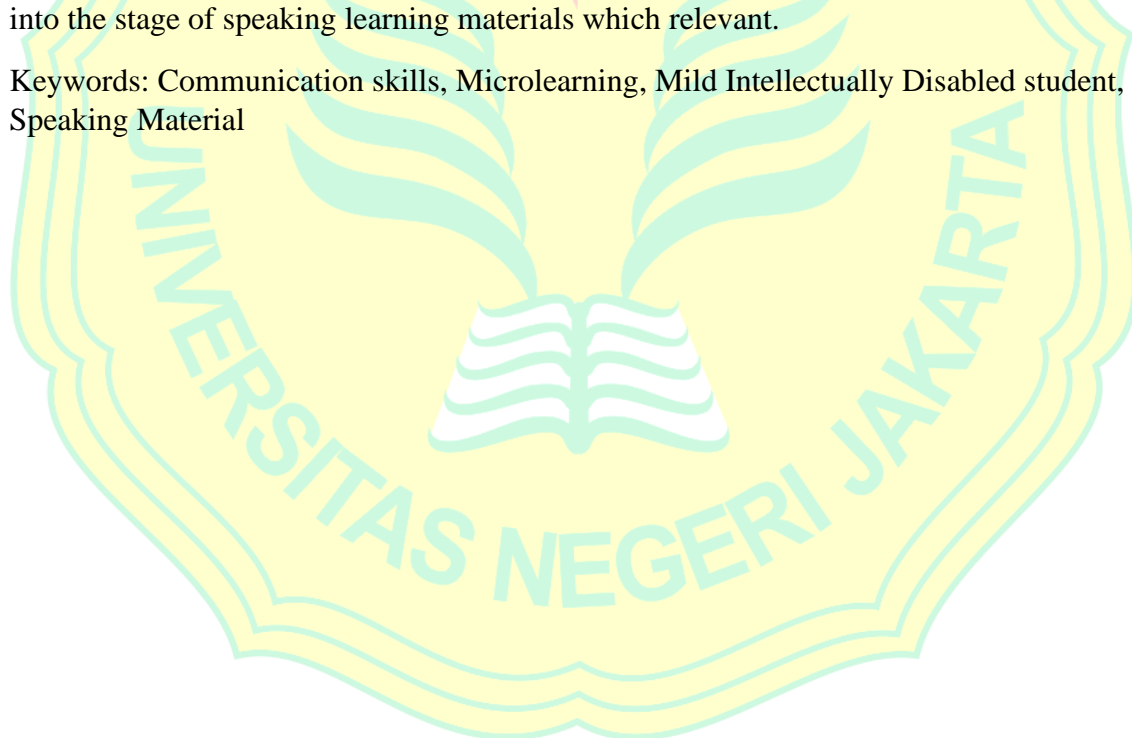 into the stage of speaking learning materials which relevant.
Keywords: Communication skills, Microlearning, Mild Intellectually Disabled student,
Speaking Material
UNIVERSITAS NEGERI JAKARTA